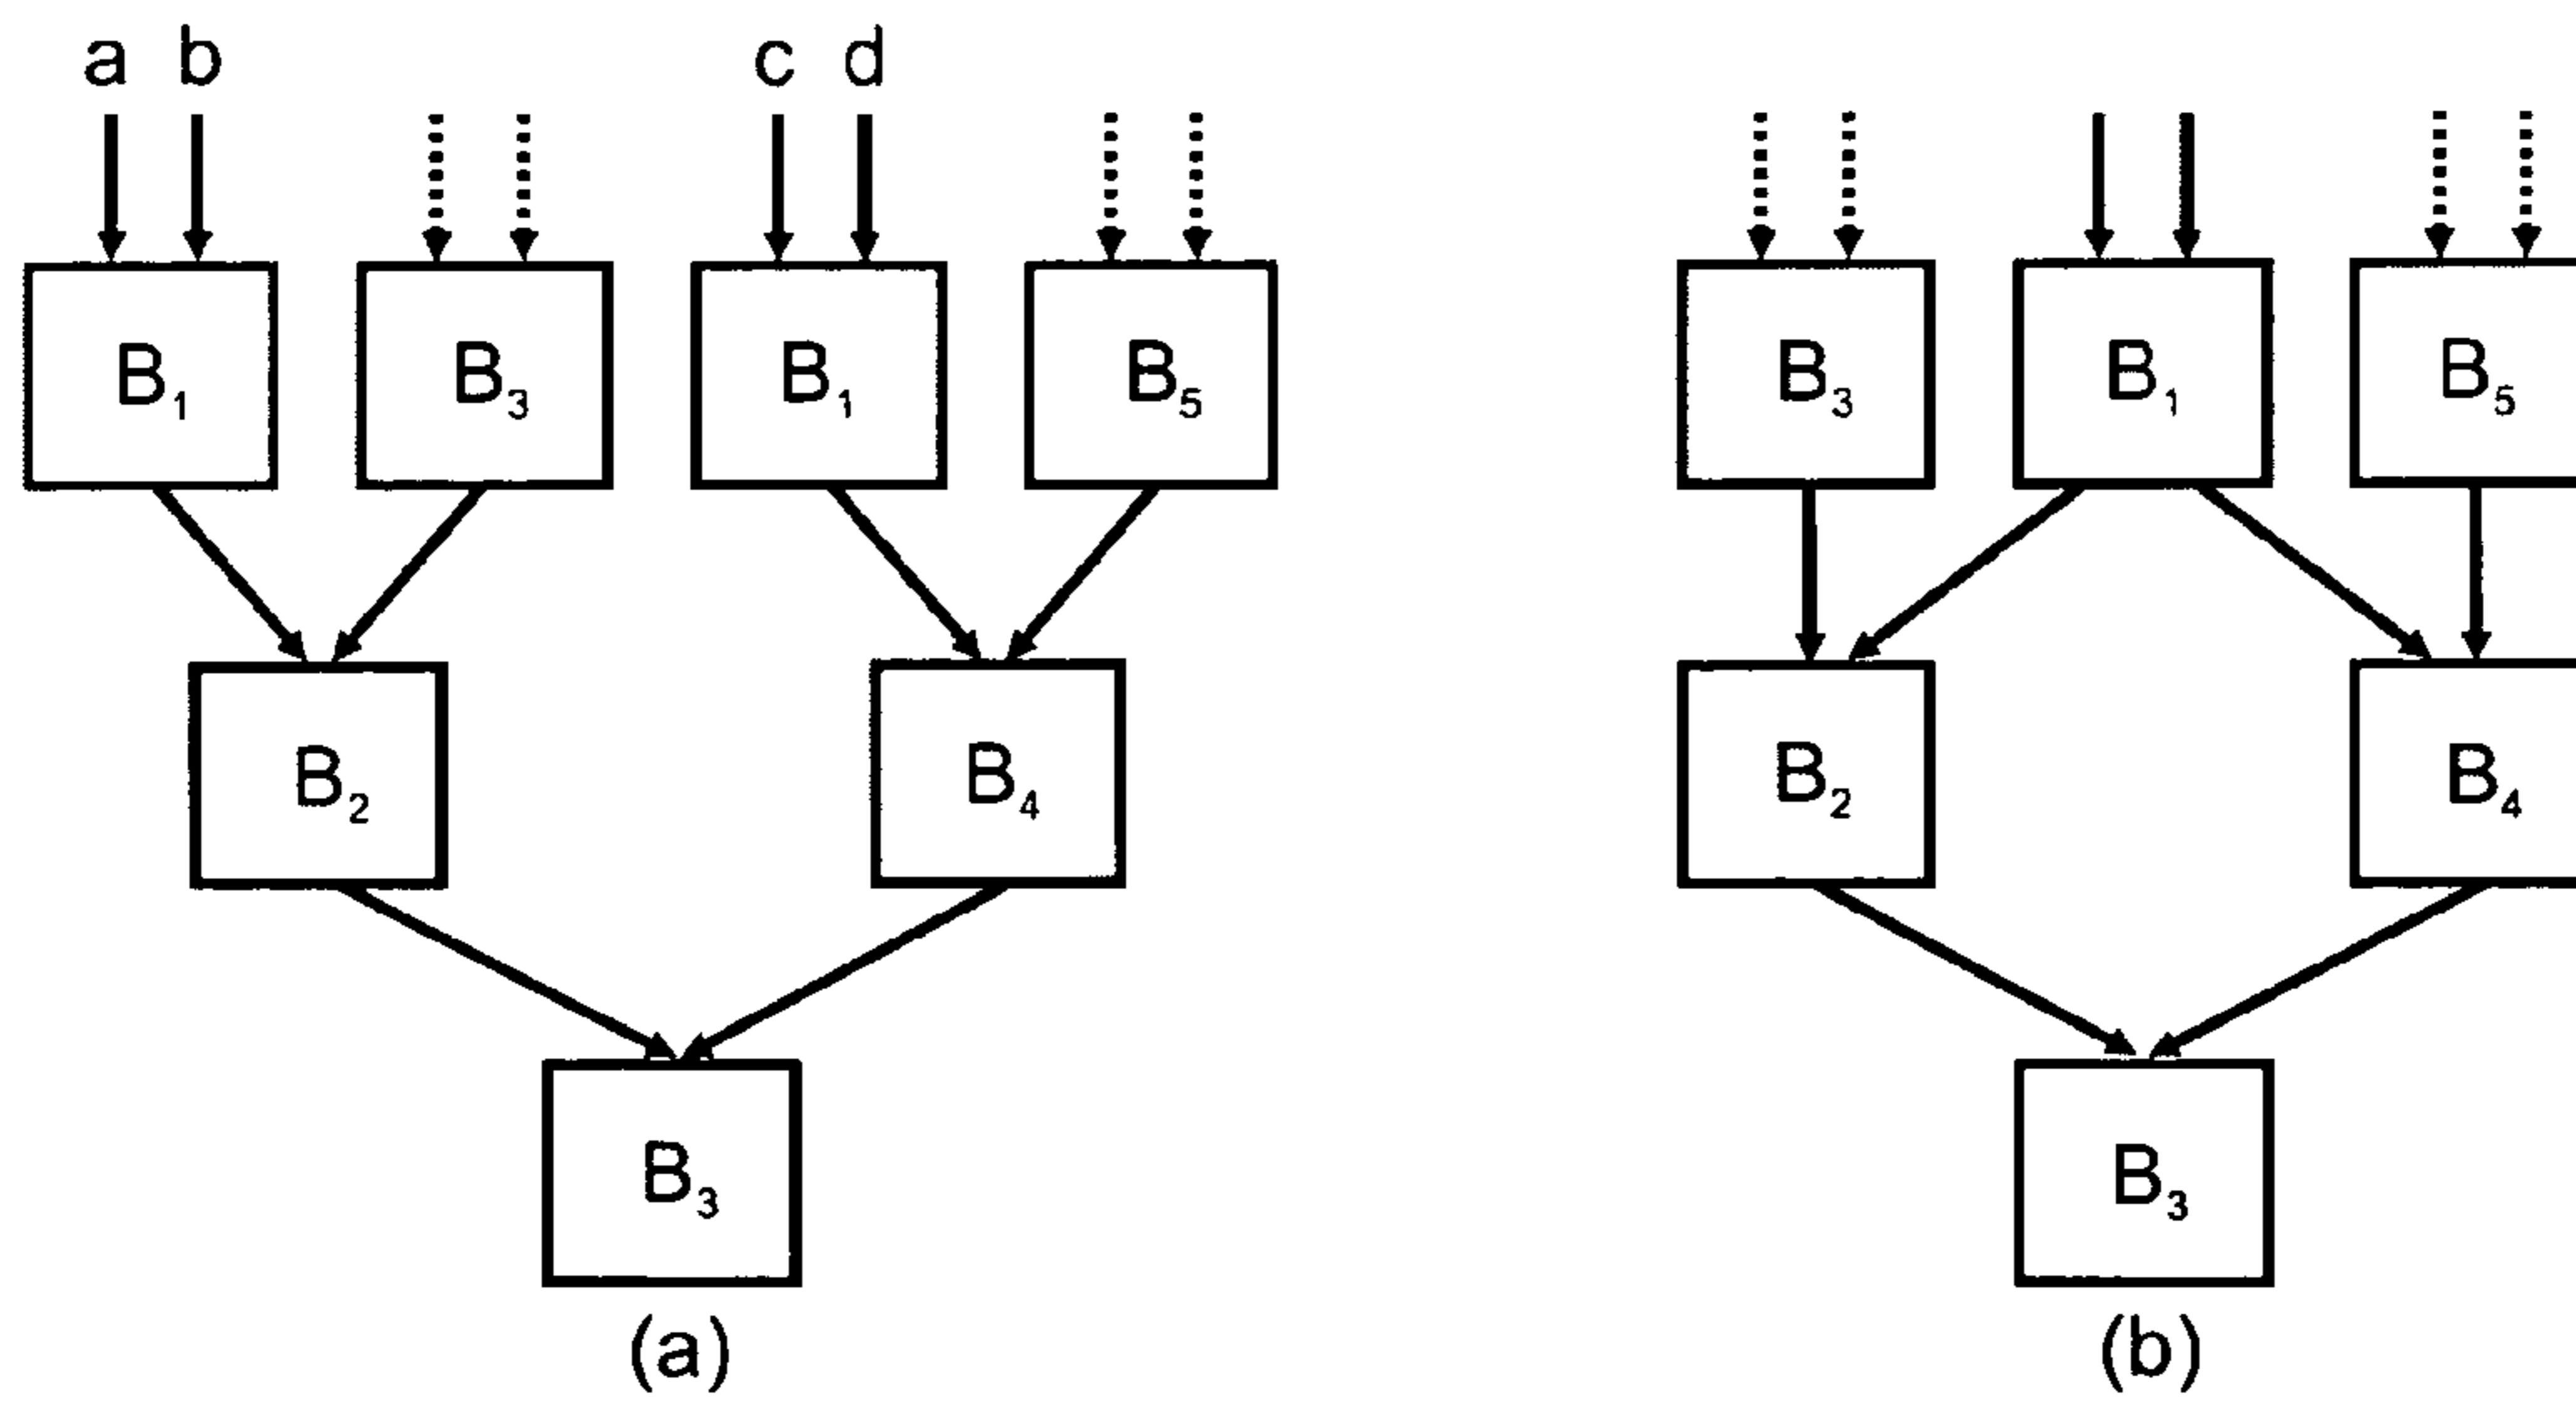 a b c d
B₁ B₃ B₁ B₅ B₃ B₁ B₅
B₂ B₄ B₂ B₄
B₃ B₃
(a) (b)